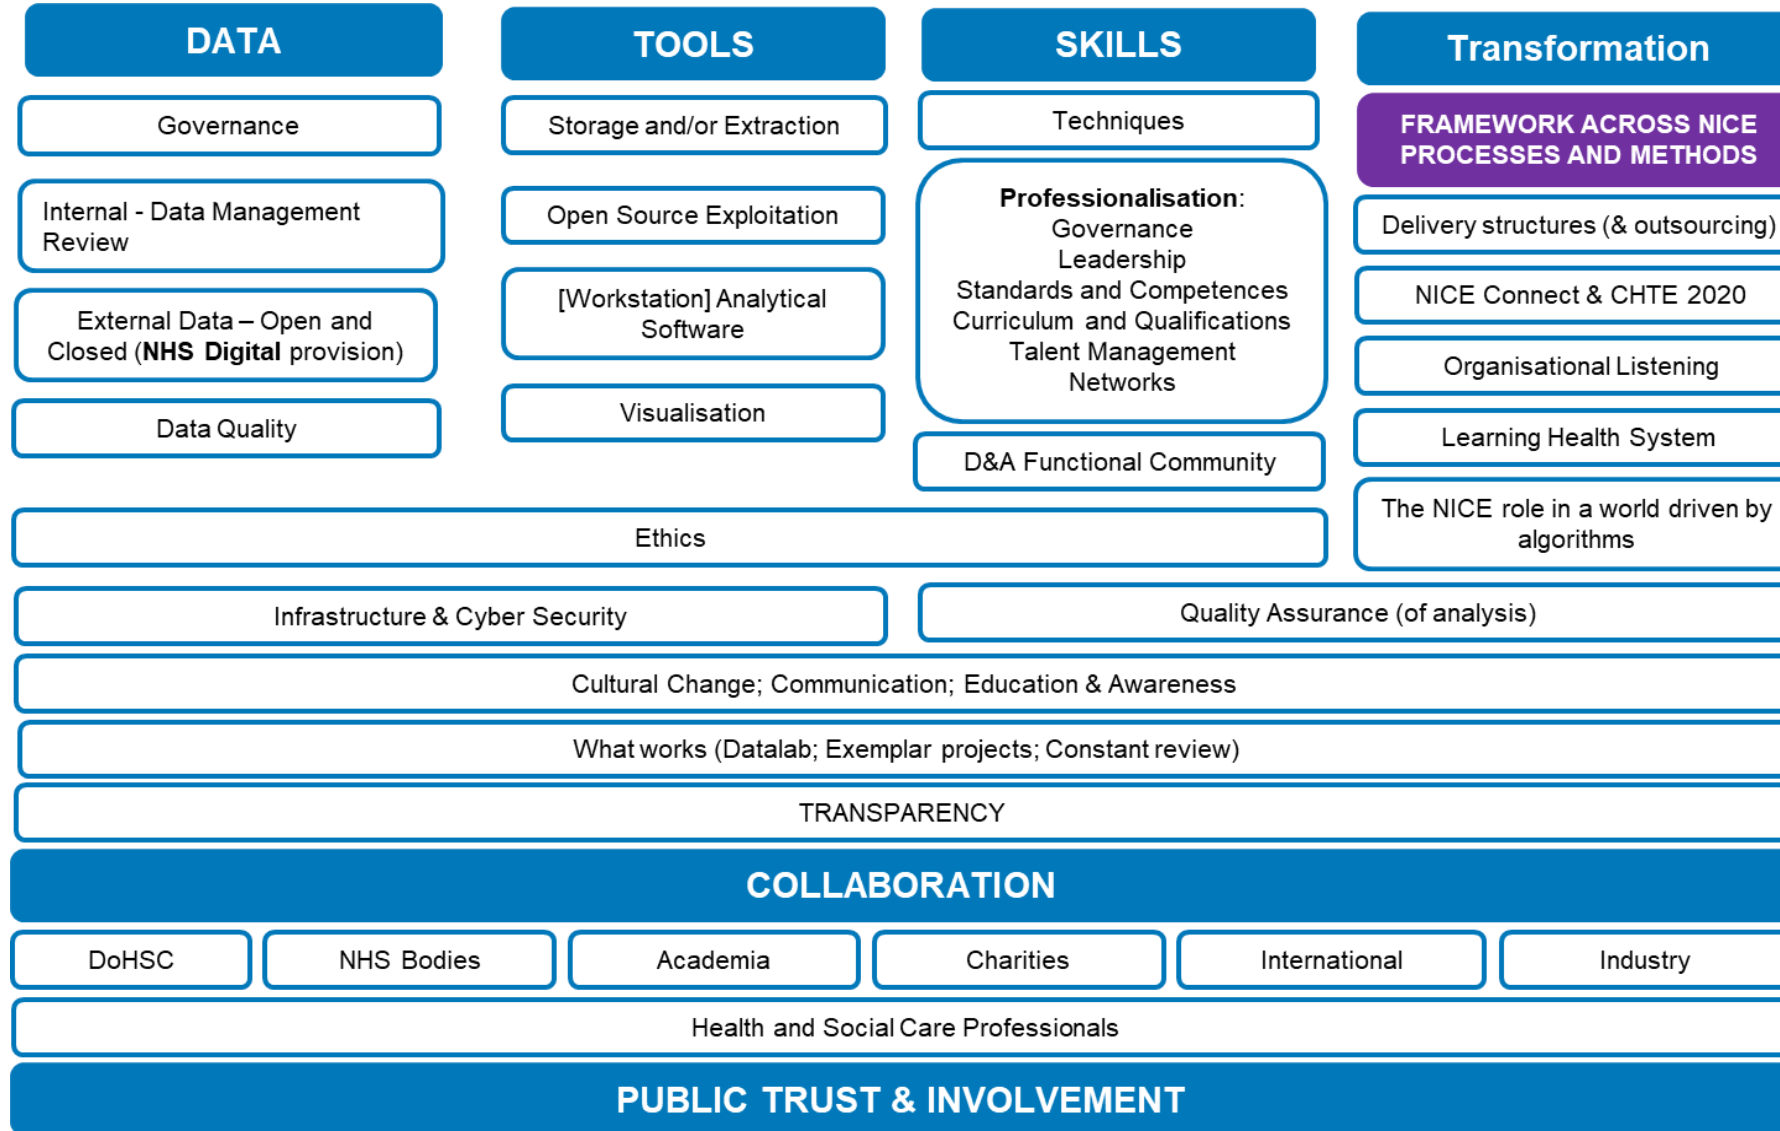 DATA
Governance
Internal - Data Management
Review
External Data – Open and
Closed (NHS Digital provision)
Data Quality
TOOLS
Storage and/or Extraction
Open Source Exploitation
[Workstation] Analytical
Software
Visualisation
SKILLS
Techniques
Professionalisation:
Governance
Leadership
Standards and Competences
Curriculum and Qualifications
Talent Management
Networks
D&A Functional Community
Transformation
FRAMEWORK ACROSS NICE
PROCESSES AND METHODS
Delivery structures (& outsourcing)
NICE Connect & CHTE 2020
Organisational Listening
Learning Health System
The NICE role in a world driven by
algorithms
Ethics
Infrastructure & Cyber Security
Quality Assurance (of analysis)
Cultural Change; Communication; Education & Awareness
What works (Datalab; Exemplar projects; Constant review)
TRANSPARENCY
COLLABORATION
DoHSC
NHS Bodies
Academia
Charities
International
Industry
Health and Social Care Professionals
PUBLIC TRUST & INVOLVEMENT